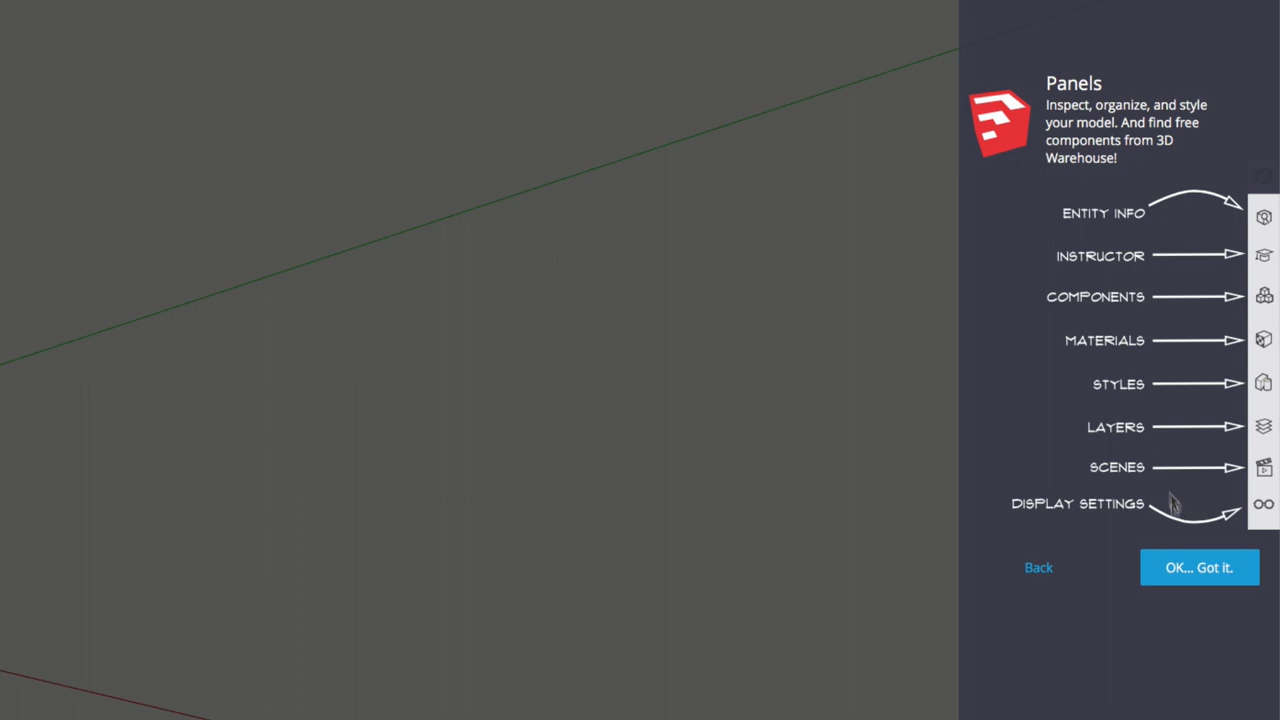 Panels
Inspect, organize, and style
your model. And find free
components from 3D
Warehouse!
ENTITY INFO
INSTRUCTOR
COMPONENTS
MATERIALS
STYLES
LAYERS
SCENES
DISPLAY SETTINGS
Back
OK... Got it.